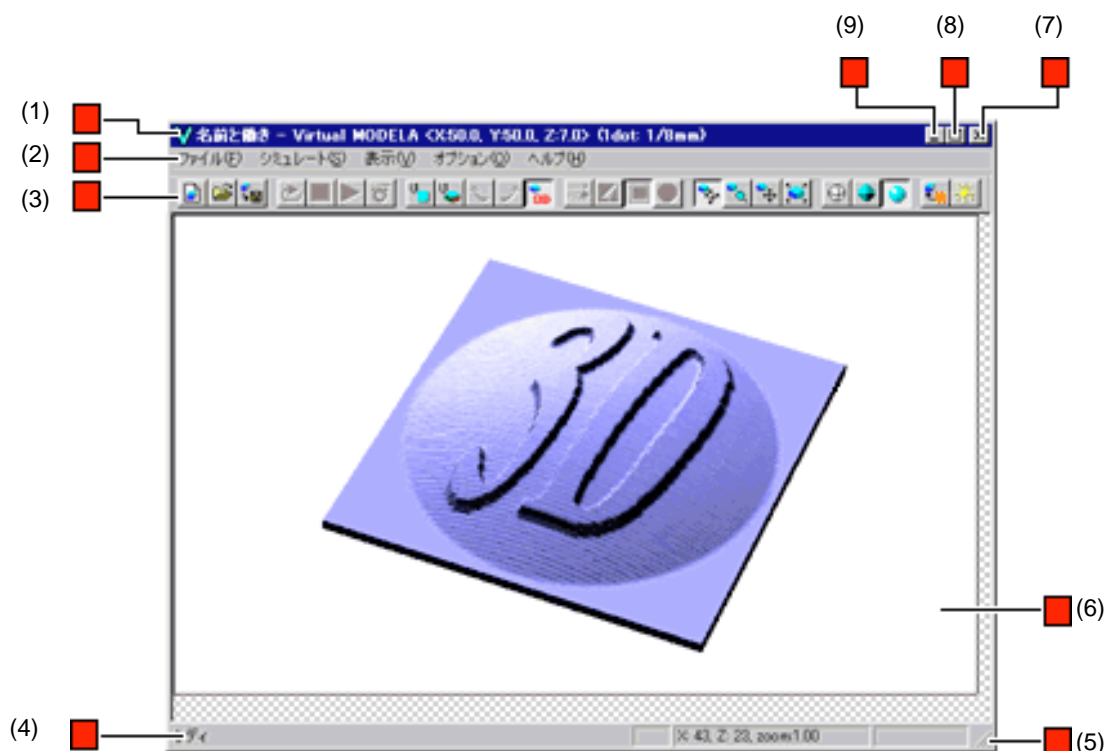 (9) (8) (7)
(1)
名前と働き - Virtual MODELA <X:50.0, Y:50.0, Z:7.0> (1dot: 1/8mm)
(2)
ファイル(F) シミュレート(S) 表示(V) オプション(O) ヘルプ(H)
(3)
3D
(6)
(4)
ディ
X: 43, Z: 23, zoom:1.00
(5)